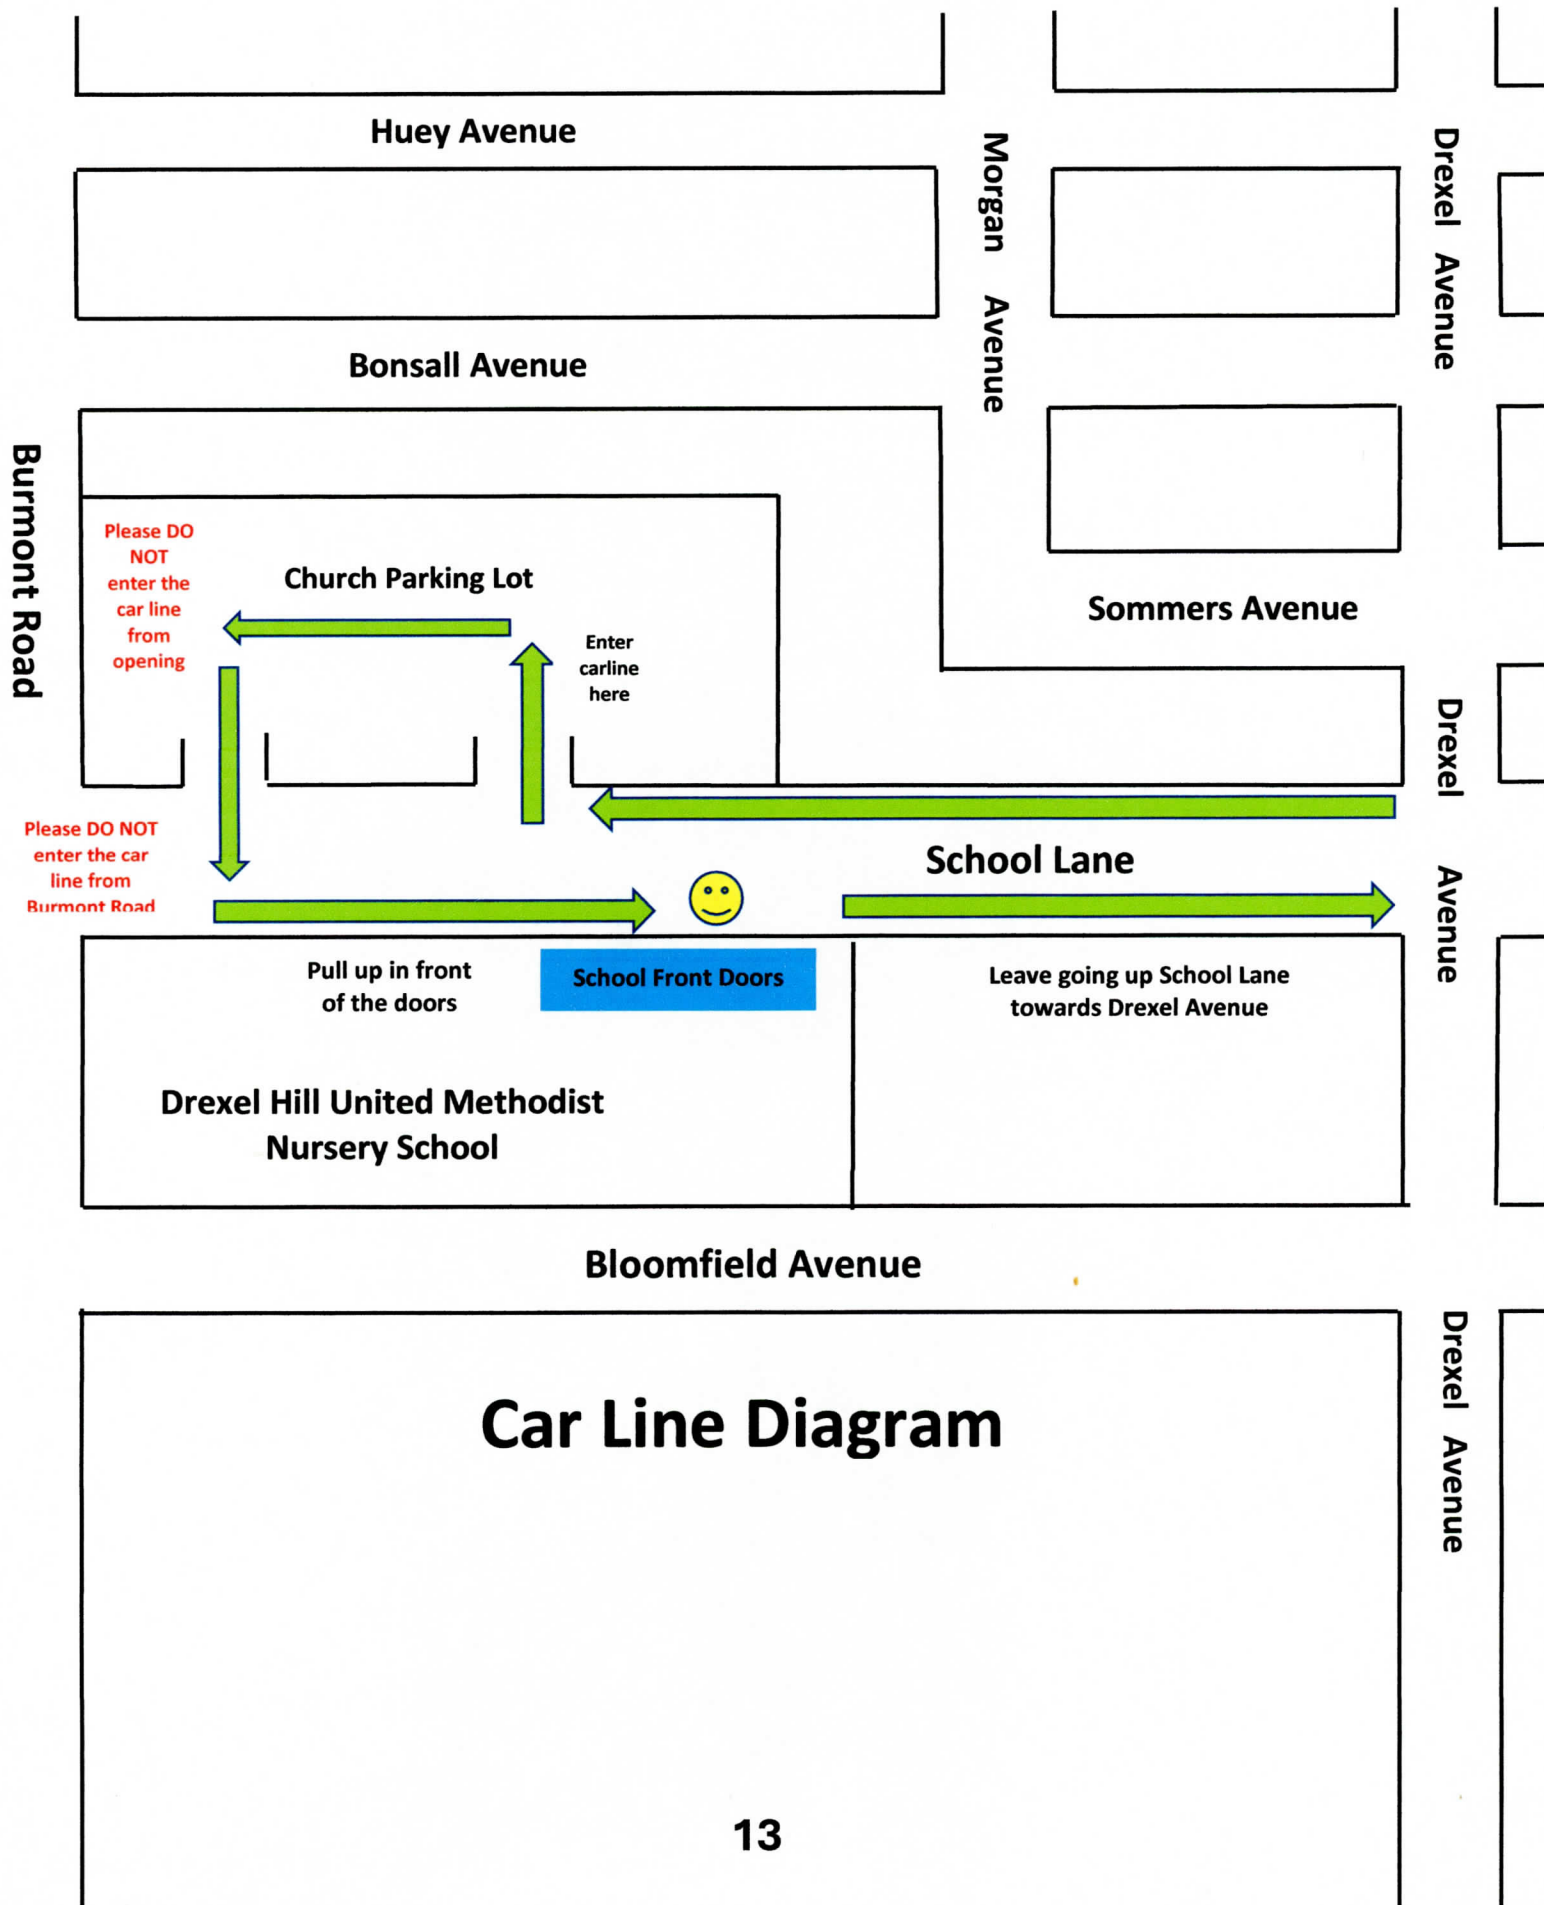 Huey Avenue
Morgan Avenue
Drexel Avenue
Bonsall Avenue
Burmont Road
Please DO
NOT
enter the
car line
from
opening
Church Parking Lot
Enter
carline
here
Sommers Avenue
Drexel Avenue
Please DO NOT
enter the car
line from
Burmont Road
School Lane
Pull up in front
of the doors
School Front Doors
Leave going up School Lane
towards Drexel Avenue
Drexel Hill United Methodist
Nursery School
Bloomfield Avenue
Drexel Avenue
Car Line Diagram
13